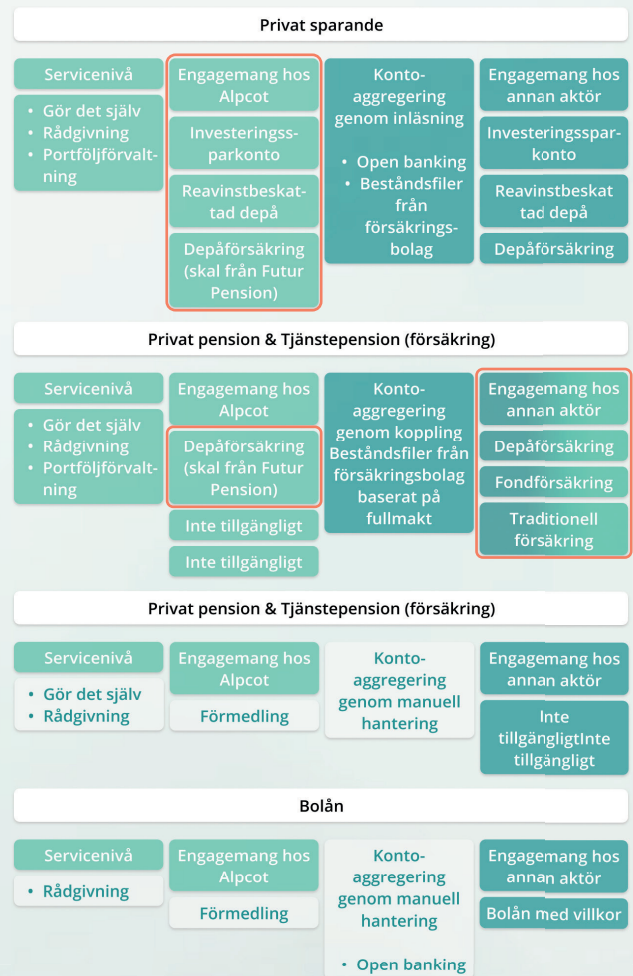 Privat sparande
Servicenivå
• Gör det själv
• Rådgivning
• Portföljförvalt-
ning
Engagemang hos
Alpcot
Investeringss-
parkonto
Reavinstbeskat-
tad depå
Depåförsäkring
(skal från Futur
Pension)
Konto-
aggregering
genom inläsning
• Open banking
• Beståndsfiler
från
försäkrings-
bolag
Engagemang hos
annan aktör
Investeringsspar-
konto
Reavinstbeskat
tad depå
Depåförsäkring
Privat pension & Tjänstepension (försäkring)
Servicenivå
• Gör det själv
• Rådgivning
• Portföljförvalt-
ning
Engagemang hos
Alpcot
Depåförsäkring
(skal från Futur
Pension)
Inte tillgängligt
Inte tillgängligt
Konto-
aggregering
genom koppling
Beståndsfiler från
försäkringsbolag
baserat på
fullmakt
Engagemang hos
annan aktör
Depåförsäkring
Fondförsäkring
Traditionell
försäkring
Privat pension & Tjänstepension (försäkring)
Servicenivå
• Gör det själv
• Rådgivning
Engagemang hos
Alpcot
Förmedling
Konto-
aggregering
genom manuell
hantering
Engagemang hos
annan aktör
Inte
tillgängligtInte
tillgängligt
Bolån
Servicenivå
• Rådgivning
Engagemang hos
Alpcot
Förmedling
Konto-
aggregering
genom manuell
hantering
• Open banking
Engagemang hos
annan aktör
Bolån med villkor